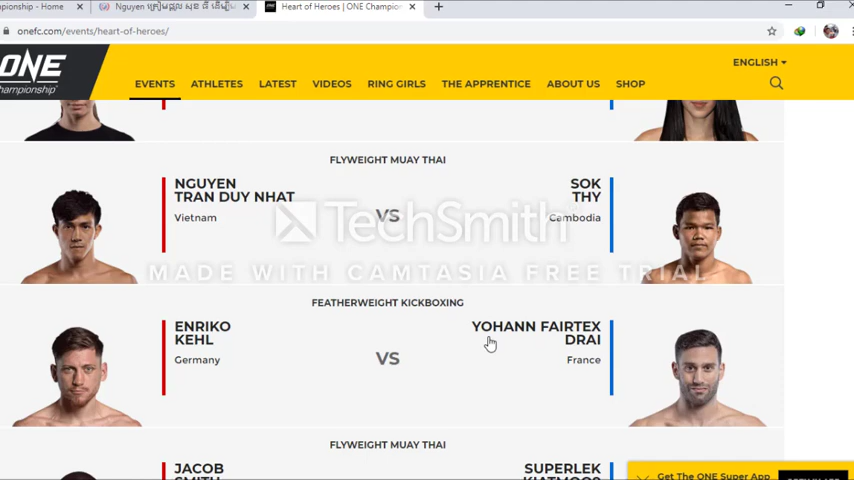 mpionship - Home
Heart of Heroes | ONE Champion
onefc.com/events/heart-of-heroes/
ONE
hampionship
ENGLISH
EVENTS ATHLETES LATEST VIDEOS RING GIRLS THE APPRENTICE ABOUT US SHOP
FLYWEIGHT MUAY THAI
NGUYEN
TRAN DUY NHAT
Vietnam
VS
SOK
THY
Cambodia
TechSmith
MADE WITH CAMTASIA FREE TRIAL
FEATHERWEIGHT KICKBOXING
ENRIKO
KEHL
Germany
VS
YOHANN FAIRTEX
DRAI
France
FLYWEIGHT MUAY THAI
JACOB
SMITH
SUPERLEK
Get The ONE Super App